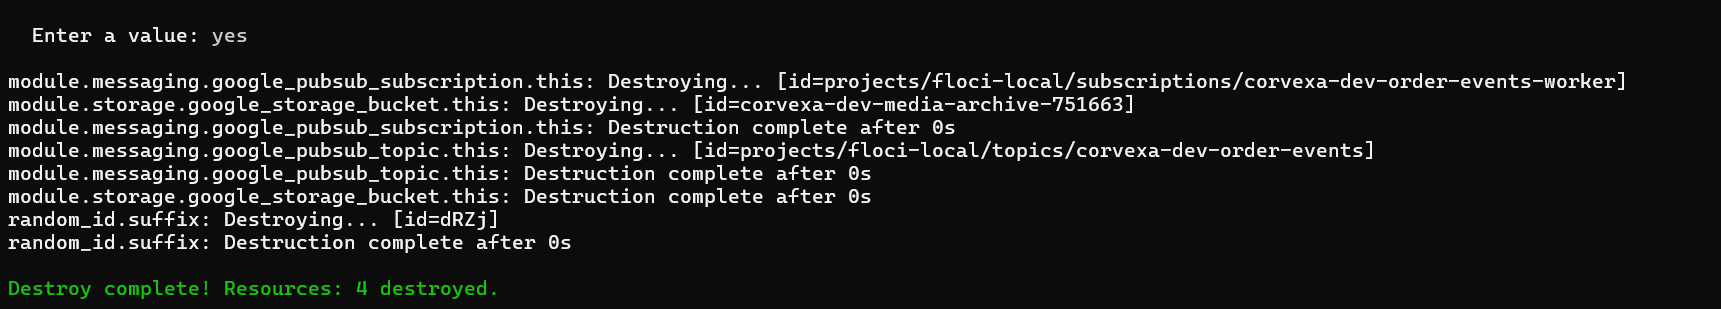 Enter a value: yes
module.messaging.google_pubsub_subscription.this: Destroying... [id=projects/floci-local/subscriptions/corvexa-dev-order-events-worker]
module.storage.google_storage_bucket.this: Destroying... [id=corvexa-dev-media-archive-751663]
module.messaging.google_pubsub_subscription.this: Destruction complete after 0s
module.messaging.google_pubsub_topic.this: Destroying... [id=projects/floci-local/topics/corvexa-dev-order-events]
module.messaging.google_pubsub_topic.this: Destruction complete after 0s
module.storage.google_storage_bucket.this: Destruction complete after 0s
random_id.suffix: Destroying... [id=dRZj]
random_id.suffix: Destruction complete after 0s
Destroy complete! Resources: 4 destroyed.